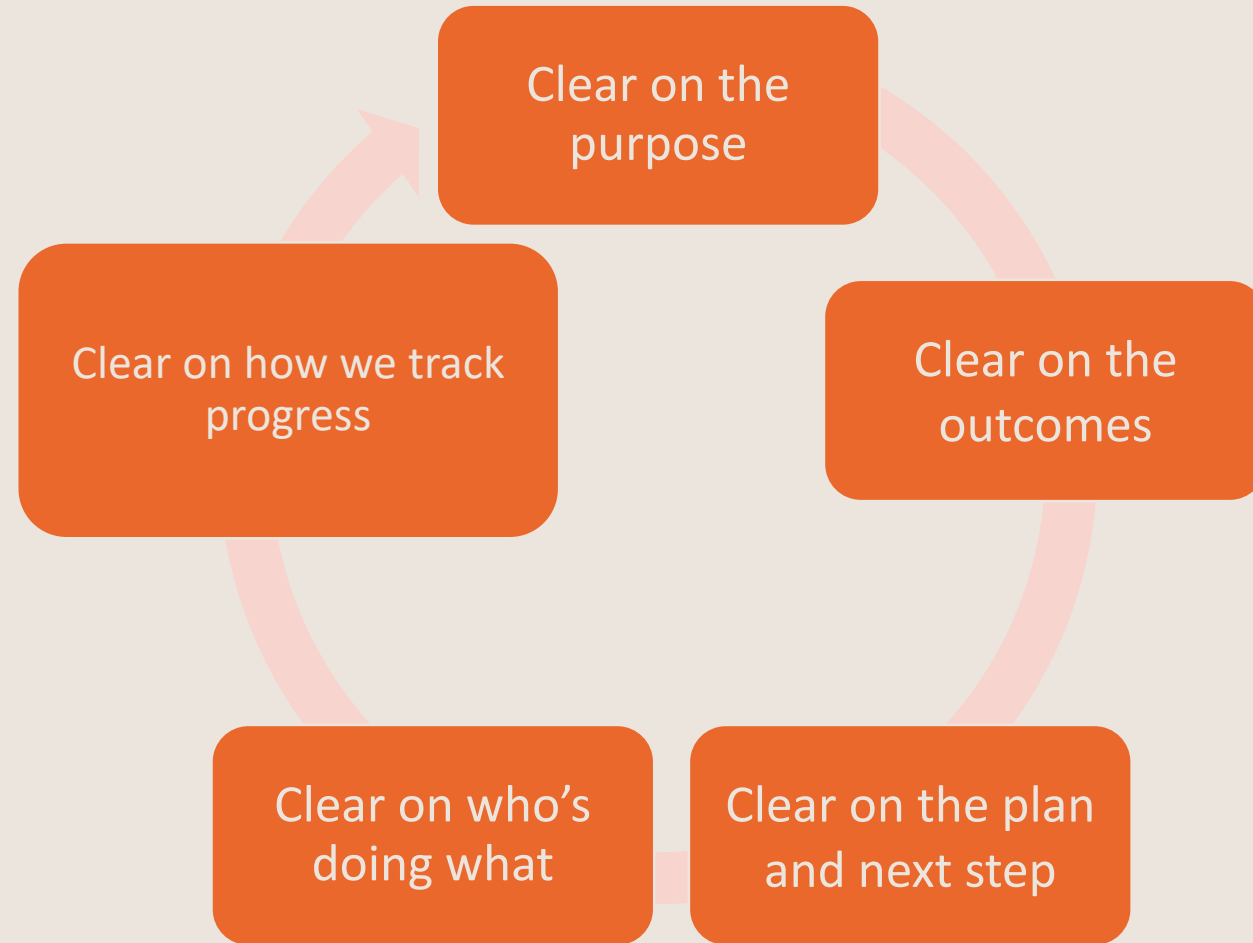 Clear on the
purpose
Clear on the
outcomes
Clear on the plan
and next step
Clear on who’s
doing what
Clear on how we track
progress